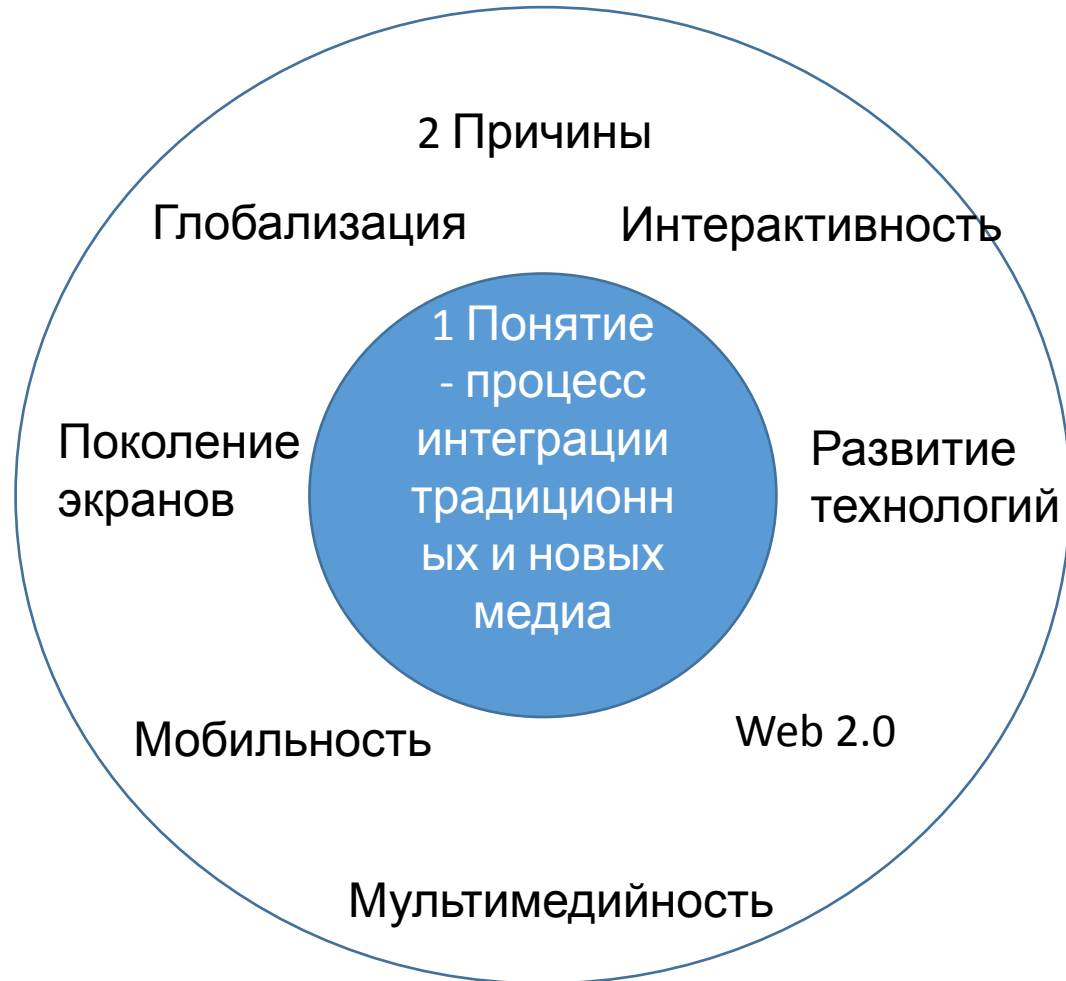 2 Причины
Глобализация
Интерактивность
1 Понятие
- процесс
интеграции
традиционн
ых и новых
медиа
Поколение
экранов
Развитие
технологий
Мобильность
Web 2.0
Мультимедийность